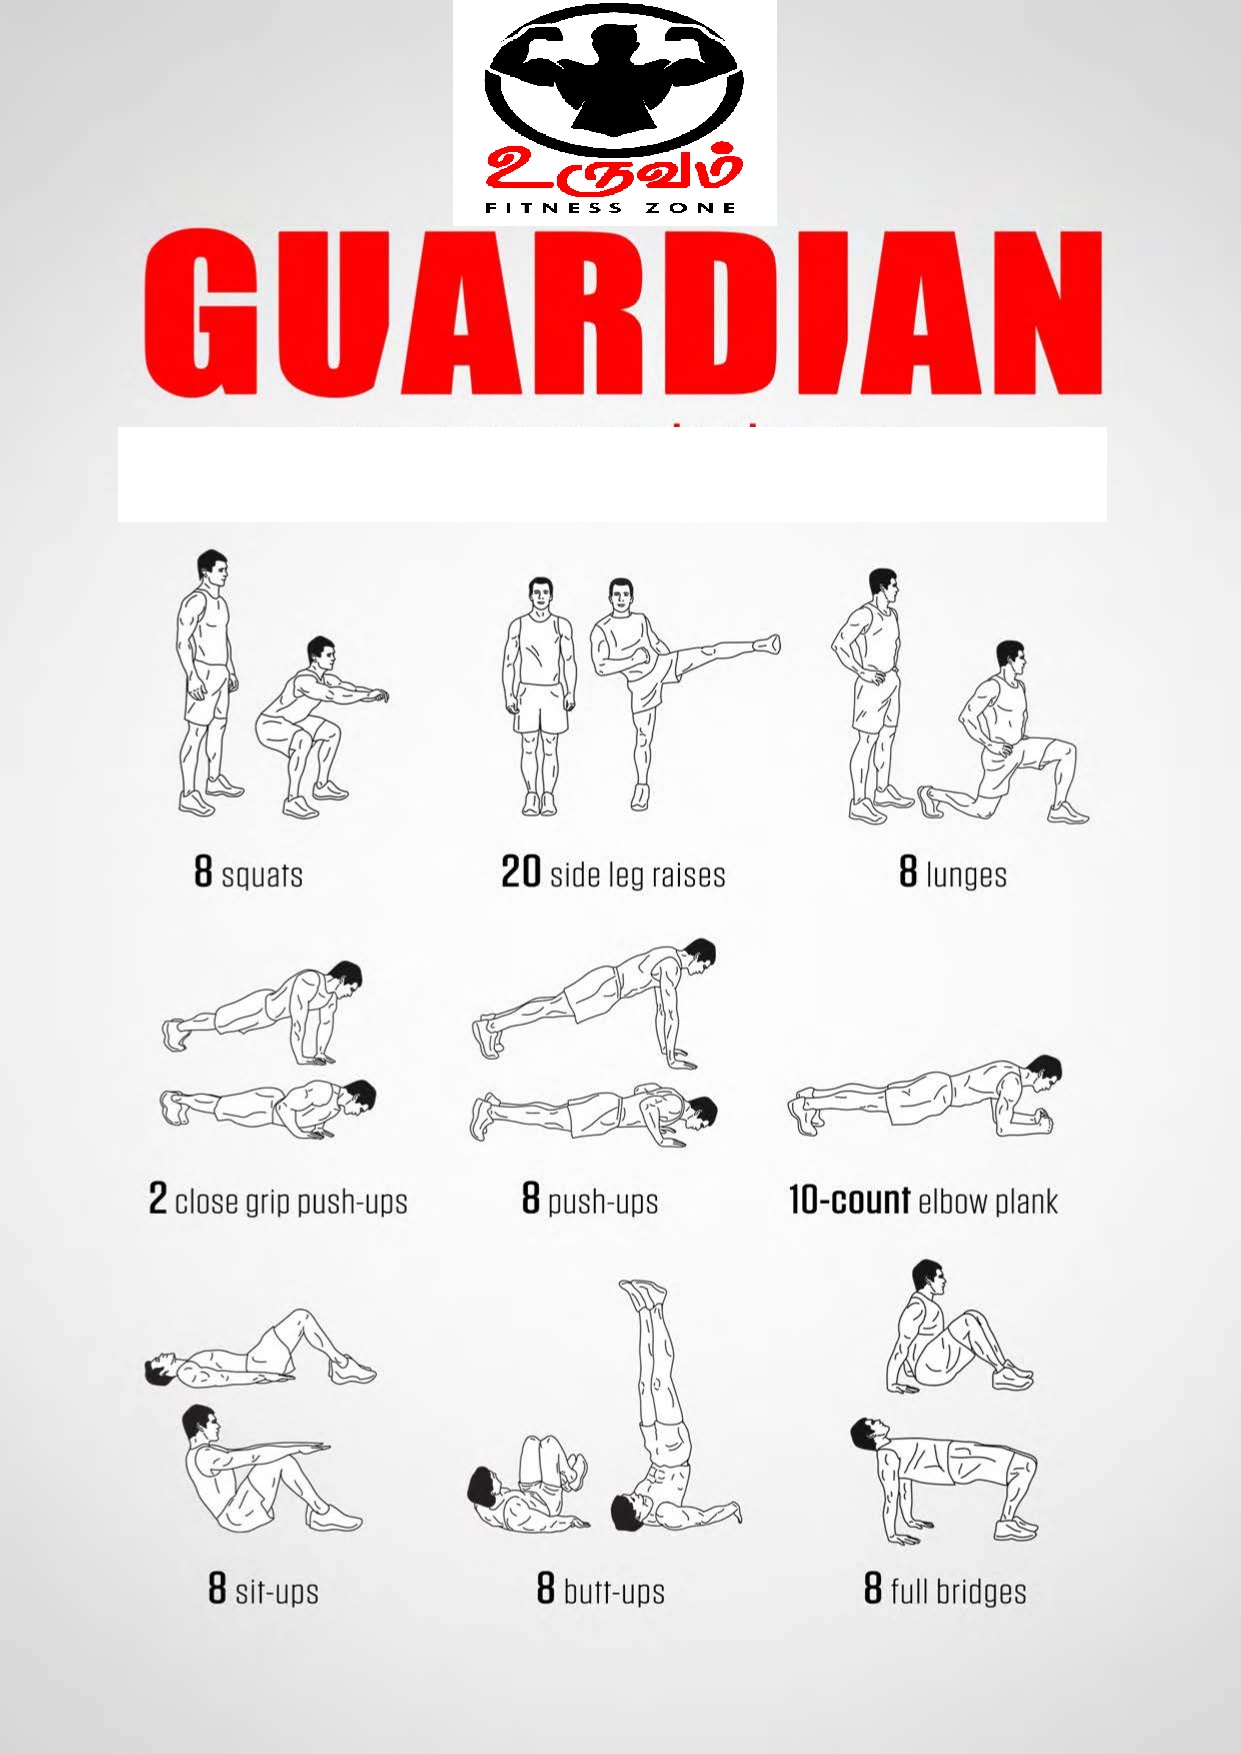 உருவம்
FITNESS ZONE
GUARDIAN
8 squats
20 side leg raises
8 lunges
2 close grip push-ups
8 push-ups
10-count elbow plank
8 sit-ups
8 butt-ups
8 full bridges